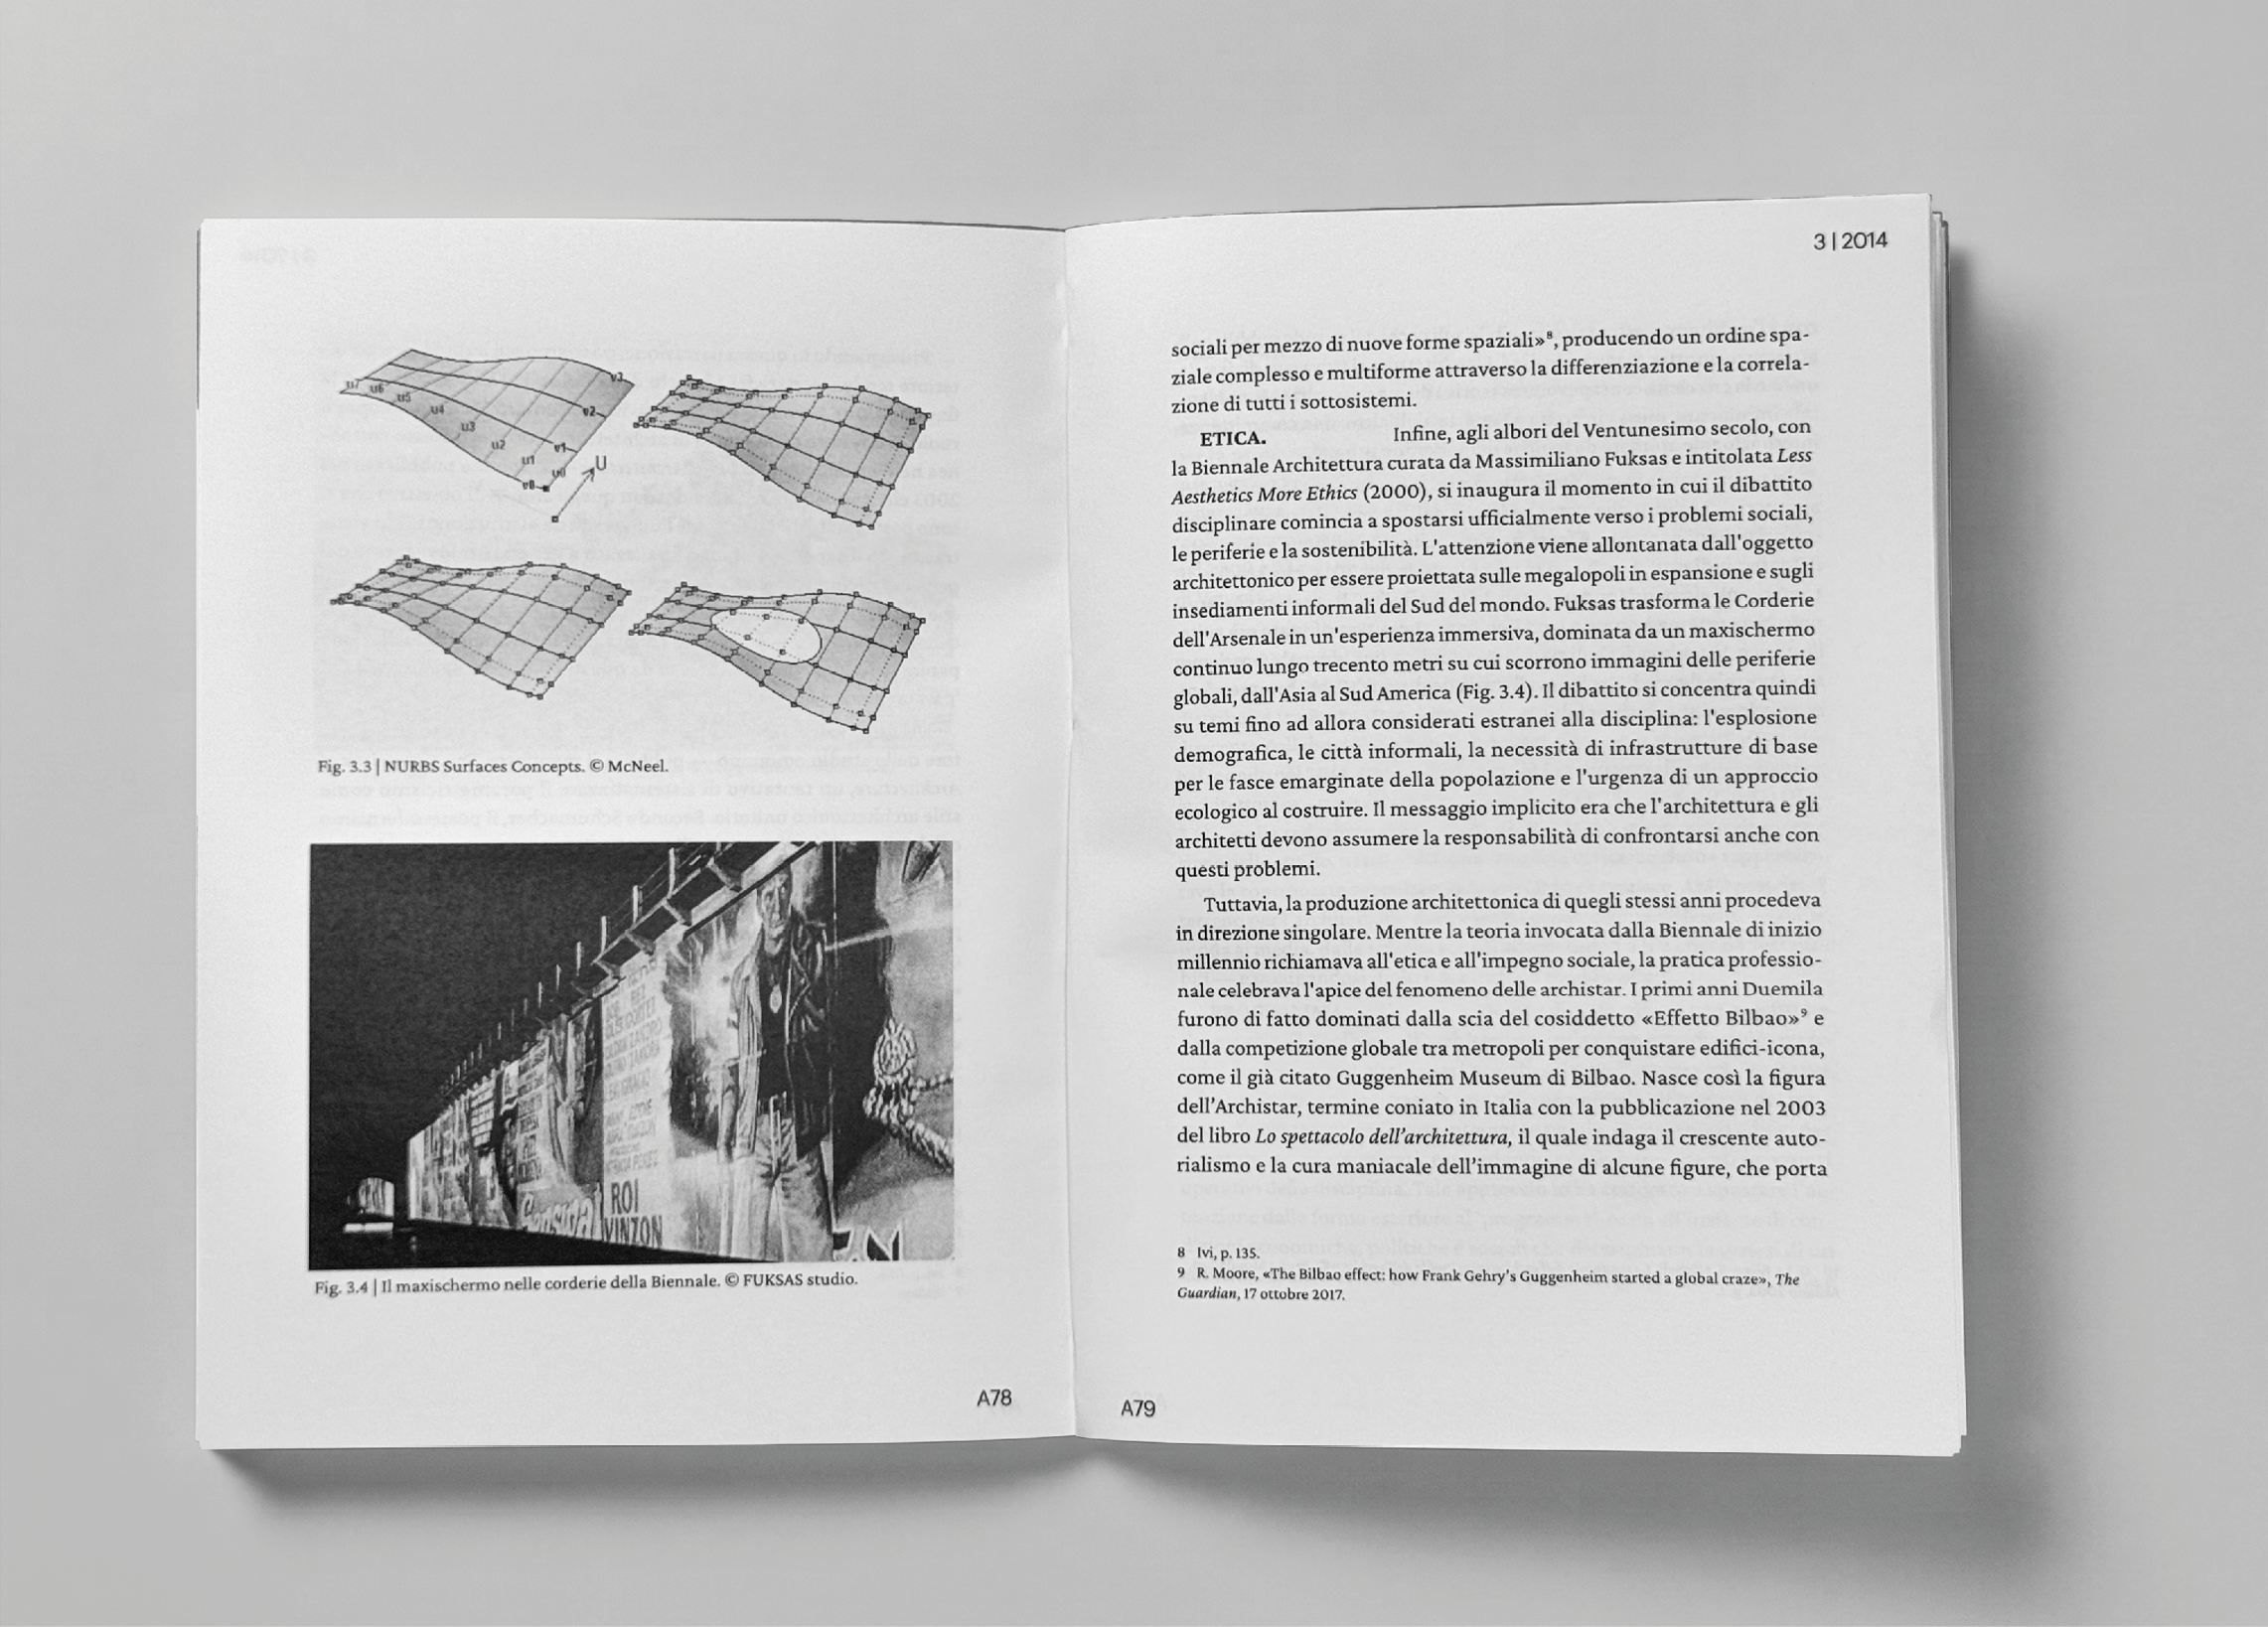 u7
u6
u5
u4
u3
u2
u1
v3
v2
v1
U
Fig. 3.3 | NURBS Surfaces Concepts. © McNeel.
ROI
VINZON
Fig. 3.4 | Il maxischermo nelle corderie della Biennale. © FUKSAS studio.
A78
3 | 2014
sociali per mezzo di nuove forme spaziali»⁸, producendo un ordine spa-
ziale complesso e multiforme attraverso la differenziazione e la correla-
zione di tutti i sottosistemi.
ETICA. Infine, agli albori del Ventunesimo secolo, con
la Biennale Architettura curata da Massimiliano Fuksas e intitolata Less
Aesthetics More Ethics (2000), si inaugura il momento in cui il dibattito
disciplinare comincia a spostarsi ufficialmente verso i problemi sociali,
le periferie e la sostenibilità. L'attenzione viene allontanata dall'oggetto
architettonico per essere proiettata sulle megalopoli in espansione e sugli
insediamenti informali del Sud del mondo. Fuksas trasforma le Corderie
dell'Arsenale in un'esperienza immersiva, dominata da un maxischermo
continuo lungo trecento metri su cui scorrono immagini delle periferie
globali, dall'Asia al Sud America (Fig. 3.4). Il dibattito si concentra quindi
su temi fino ad allora considerati estranei alla disciplina: l'esplosione
demografica, le città informali, la necessità di infrastrutture di base
per le fasce emarginate della popolazione e l'urgenza di un approccio
ecologico al costruire. Il messaggio implicito era che l'architettura e gli
architetti devono assumere la responsabilità di confrontarsi anche con
questi problemi.
Tuttavia, la produzione architettonica di quegli stessi anni procedeva
in direzione singolare. Mentre la teoria invocata dalla Biennale di inizio
millennio richiamava all'etica e all'impegno sociale, la pratica professio-
nale celebrava l'apice del fenomeno delle archistar. I primi anni Duemila
furono di fatto dominati dalla scia del cosiddetto «Effetto Bilbao»⁹ e
dalla competizione globale tra metropoli per conquistare edifici-icona,
come il già citato Guggenheim Museum di Bilbao. Nasce così la figura
dell’Archistar, termine coniato in Italia con la pubblicazione nel 2003
del libro Lo spettacolo dell’architettura, il quale indaga il crescente auto-
rialismo e la cura maniacale dell’immagine di alcune figure, che porta
8 Ivi, p. 135.
9 R. Moore, «The Bilbao effect: how Frank Gehry’s Guggenheim started a global craze», The
Guardian, 17 ottobre 2017.
A79